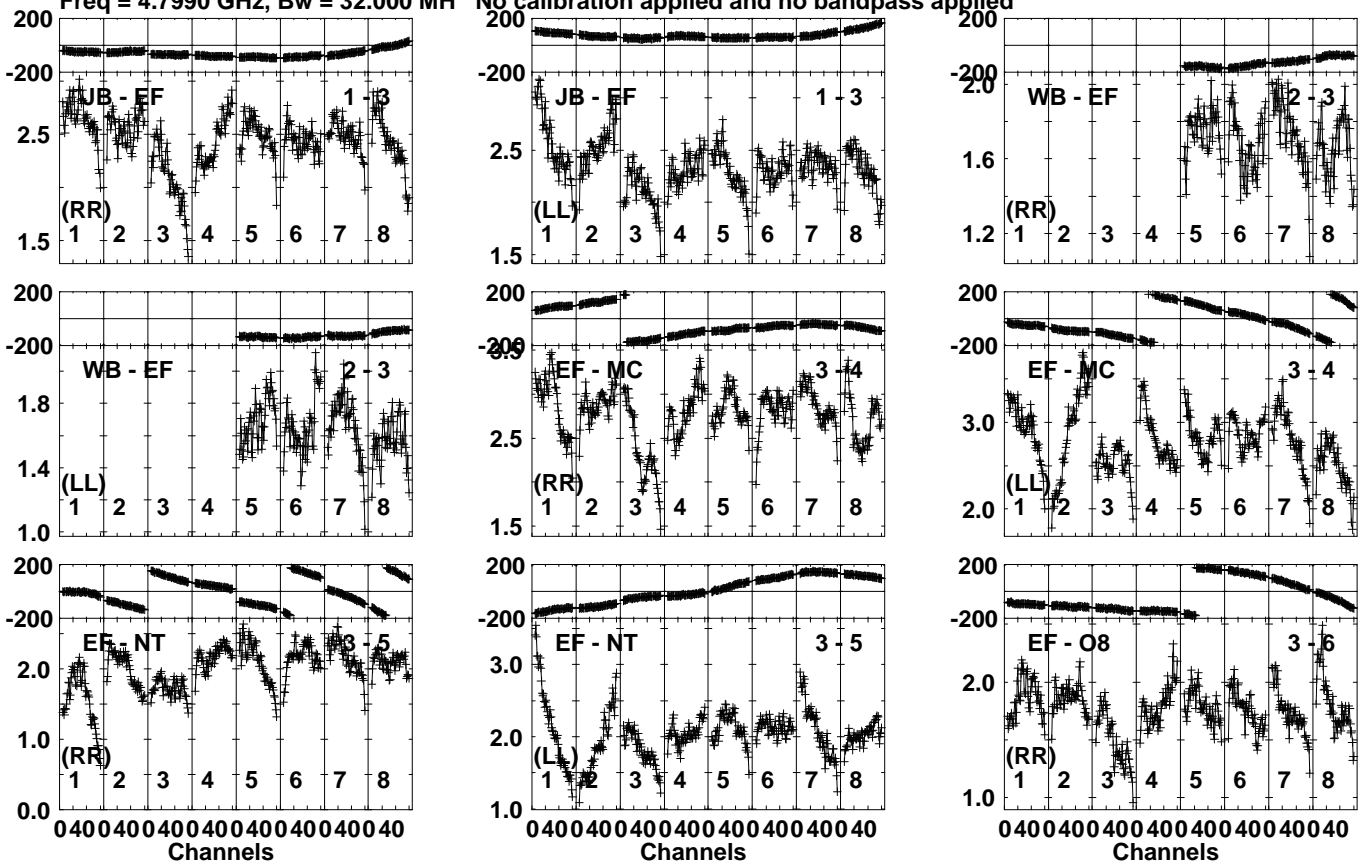 Freq = 4.7990 GHz, Bw = 32.000 MH No calibration applied and no bandpass applied
200
-200
JB - EF 1 - 3
2.5
1.5
(RR)
1 2 3 4 5 6 7 8
200
-200
JB - EF 1 - 3
2.5
1.5
(LL)
1 2 3 4 5 6 7 8
200
-200
2.0
WB - EF 2 - 3
1.6
1.2
(RR)
1 2 3 4 5 6 7 8
200
-200
WB - EF 2 - 3
1.8
1.4
1.0
(LL)
1 2 3 4 5 6 7 8
200
-200
3.5
EF - MC 3 - 4
2.5
1.5
(RR)
1 2 3 4 5 6 7 8
200
-200
EF - MC 3 - 4
3.0
2.0
(LL)
1 2 3 4 5 6 7 8
200
-200
EF - NT 3 - 5
2.0
1.0
0.0
(RR)
1 2 3 4 5 6 7 8
0 40 0 40 0 40 0 40 0 40 0 40 0 40 0 40
Channels
200
-200
EF - NT 3 - 5
3.0
2.0
1.0
(LL)
1 2 3 4 5 6 7 8
0 40 0 40 0 40 0 40 0 40 0 40 0 40 0 40
Channels
200
-200
EF - O8 3 - 6
2.0
1.0
(RR)
1 2 3 4 5 6 7 8
0 40 0 40 0 40 0 40 0 40 0 40 0 40 0 40
Channels